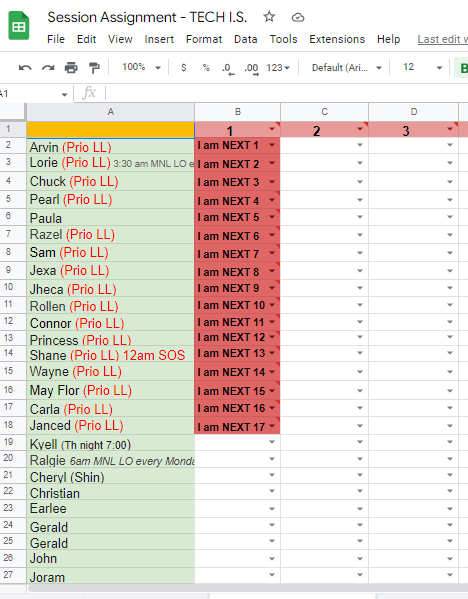 Session Assignment - TECH I.S.
File Edit View Insert Format Data Tools Extensions Help Last edit w
100% $ % .0 .00 123 Default (Ari... 12 B
A1 fx
A B C D
1 1 2 3
2 Arvin (Prio LL) I am NEXT 1
3 Lorie (Prio LL) 3:30 am MNL LO e I am NEXT 2
4 Chuck (Prio LL) I am NEXT 3
5 Pearl (Prio LL) I am NEXT 4
6 Paula I am NEXT 5
7 Razel (Prio LL) I am NEXT 6
8 Sam (Prio LL) I am NEXT 7
9 Jexa (Prio LL) I am NEXT 8
10 Jheca (Prio LL) I am NEXT 9
11 Rollen (Prio LL) I am NEXT 10
12 Connor (Prio LL) I am NEXT 11
13 Princess (Prio LL) I am NEXT 12
14 Shane (Prio LL) 12am SOS I am NEXT 13
15 Wayne (Prio LL) I am NEXT 14
16 May Flor (Prio LL) I am NEXT 15
17 Carla (Prio LL) I am NEXT 16
18 Janced (Prio LL) I am NEXT 17
19 Kyell (Th night 7:00)
20 Ralgie 6am MNL LO every Monda
21 Cheryl (Shin)
22 Christian
23 Earlee
24 Gerald
25 Gerald
26 John
27 Joram